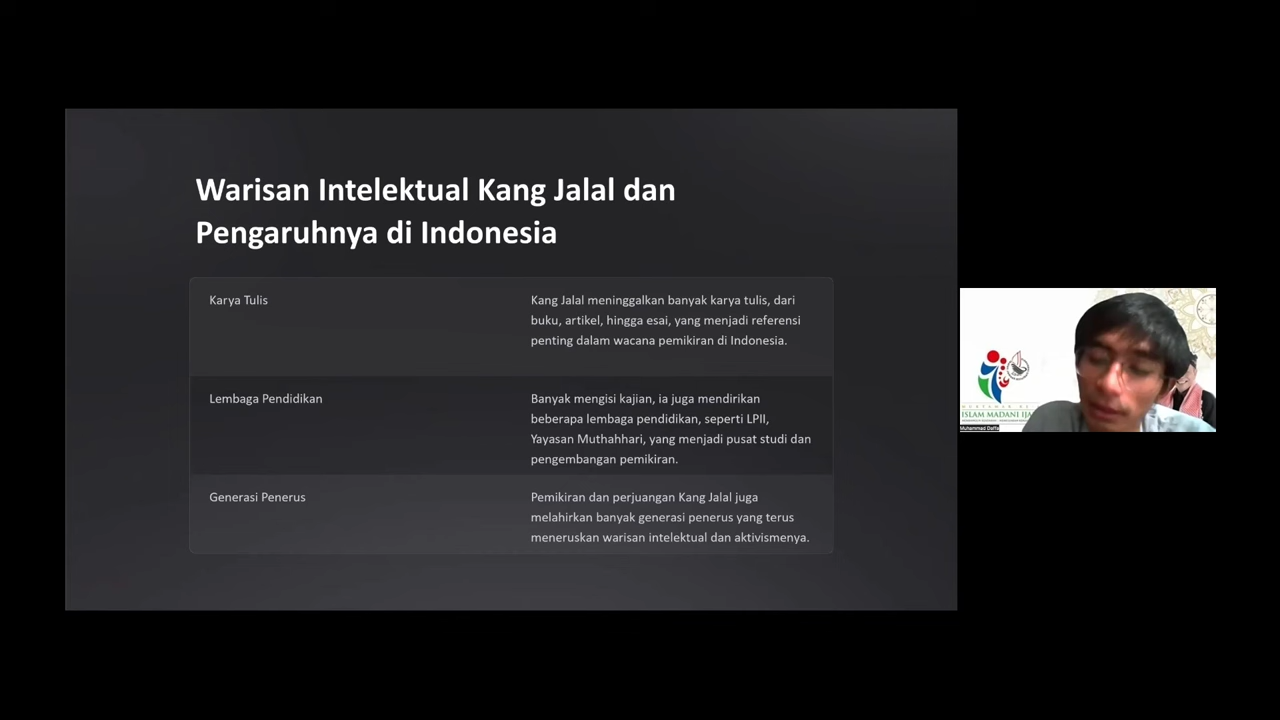 Warisan Intelektual Kang Jalal dan
Pengaruhnya di Indonesia
Karya Tulis
Kang Jalal meninggalkan banyak karya tulis, dari
buku, artikel, hingga esai, yang menjadi referensi
penting dalam wacana pemikiran di Indonesia.
Lembaga Pendidikan
Banyak mengisi kajian, ia juga mendirikan
beberapa lembaga pendidikan, seperti LPII,
Yayasan Muthahhari, yang menjadi pusat studi dan
pengembangan pemikiran.
Generasi Penerus
Pemikiran dan perjuangan Kang Jalal juga
melahirkan banyak generasi penerus yang terus
meneruskan warisan intelektual dan aktivismenya.
ISLAM MADANI IJA
Muhammad Daffa